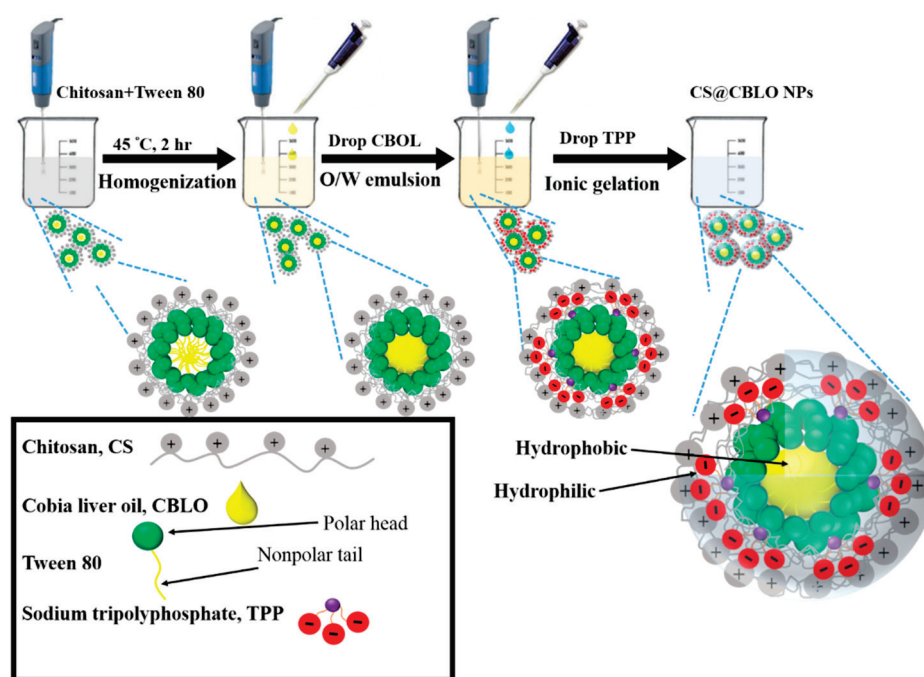 Chitosan+Tween 80
45 °C, 2 hr
Homogenization
Drop CBOL
O/W emulsion
Drop TPP
Ionic gelation
CS@CBLO NPs
Hydrophobic
Hydrophilic
Chitosan, CS
Cobia liver oil, CBLO
Polar head
Nonpolar tail
Tween 80
Sodium tripolyphosphate, TPP